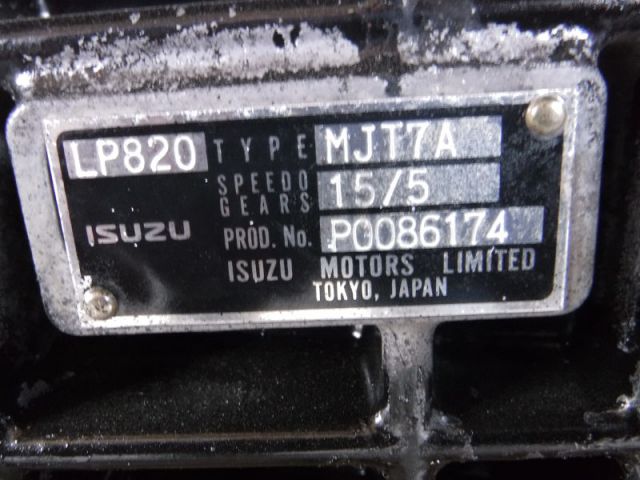 LP820 TYPE MJT7A
SPEEDO GEARS 15/5
ISUZU PROD. No. P0086174
ISUZU MOTORS LIMITED
TOKYO, JAPAN